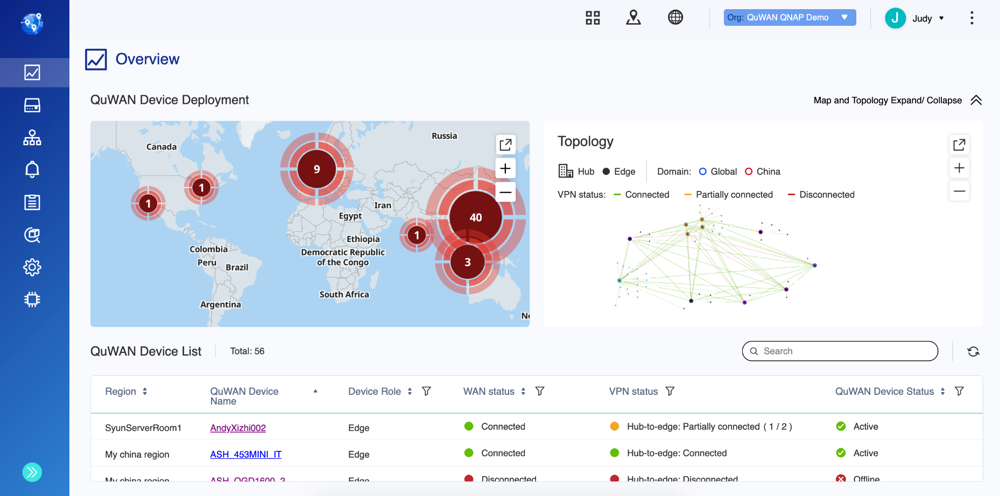 Org: QuWAN QNAP Demo
J
Judy
Overview
QuWAN Device Deployment
Map and Topology Expand/ Collapse
Canada
Russia
9
1
1
Iran
Egypt
40
1
Ethiopia
Colombia
Democratic Republic
of the Congo
Peru
Brazil
3
South Africa
Argentina
Topology
Hub
Edge
Domain:
Global
China
VPN status:
Connected
Partially connected
Disconnected
QuWAN Device List
Total: 56
Search
Region
QuWAN Device
Name
Device Role
WAN status
VPN status
QuWAN Device Status
SyunServerRoom1
AndyXizhi002
Edge
Connected
Hub-to-edge: Partially connected ( 1 / 2 )
Active
My china region
ASH_453MINI_IT
Edge
Connected
Hub-to-edge: Connected
Active
My china region
ASH_QGD1600_2
Edge
Disconnected
Hub-to-edge: Disconnected
Offline